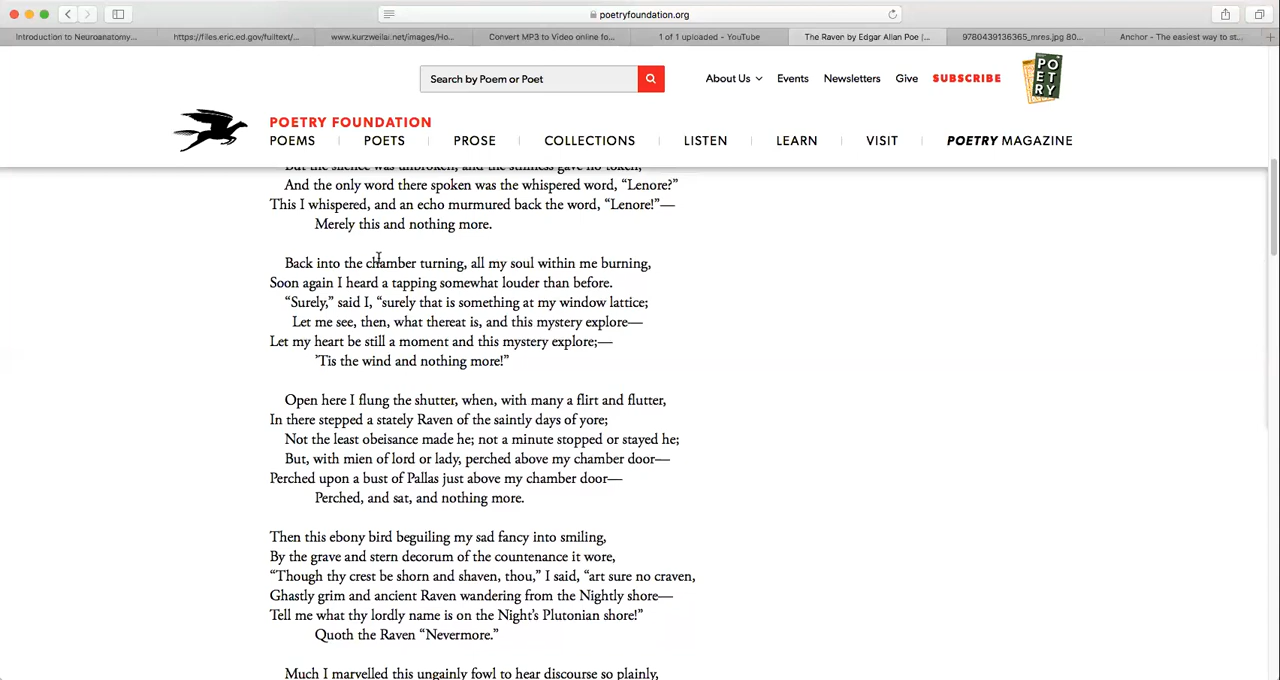 poetryfoundation.org
Introduction to Neuroanatomy...
https://files.eric.ed.gov/fulltext/...
www.kurzweilai.net/images/Ho...
Convert MP3 to Video online fo...
1 of 1 uploaded - YouTube
The Raven by Edgar Allan Poe |...
9780439136365_mres.jpg 80...
Anchor - The easiest way to st...
Search by Poem or Poet
About Us
Events
Newsletters
Give
SUBSCRIBE
PO
ET
RY
POETRY FOUNDATION
POEMS
POETS
PROSE
COLLECTIONS
LISTEN
LEARN
VISIT
POETRY MAGAZINE
But the silence was unbroken, and the stillness gave no token,
And the only word there spoken was the whispered word, “Lenore?”
This I whispered, and an echo murmured back the word, “Lenore!”—
Merely this and nothing more.
Back into the chamber turning, all my soul within me burning,
Soon again I heard a tapping somewhat louder than before.
“Surely,” said I, “surely that is something at my window lattice;
Let me see, then, what thereat is, and this mystery explore—
Let my heart be still a moment and this mystery explore;—
’Tis the wind and nothing more!”
Open here I flung the shutter, when, with many a flirt and flutter,
In there stepped a stately Raven of the saintly days of yore;
Not the least obeisance made he; not a minute stopped or stayed he;
But, with mien of lord or lady, perched above my chamber door—
Perched upon a bust of Pallas just above my chamber door—
Perched, and sat, and nothing more.
Then this ebony bird beguiling my sad fancy into smiling,
By the grave and stern decorum of the countenance it wore,
“Though thy crest be shorn and shaven, thou,” I said, “art sure no craven,
Ghastly grim and ancient Raven wandering from the Nightly shore—
Tell me what thy lordly name is on the Night’s Plutonian shore!”
Quoth the Raven “Nevermore.”
Much I marvelled this ungainly fowl to hear discourse so plainly,